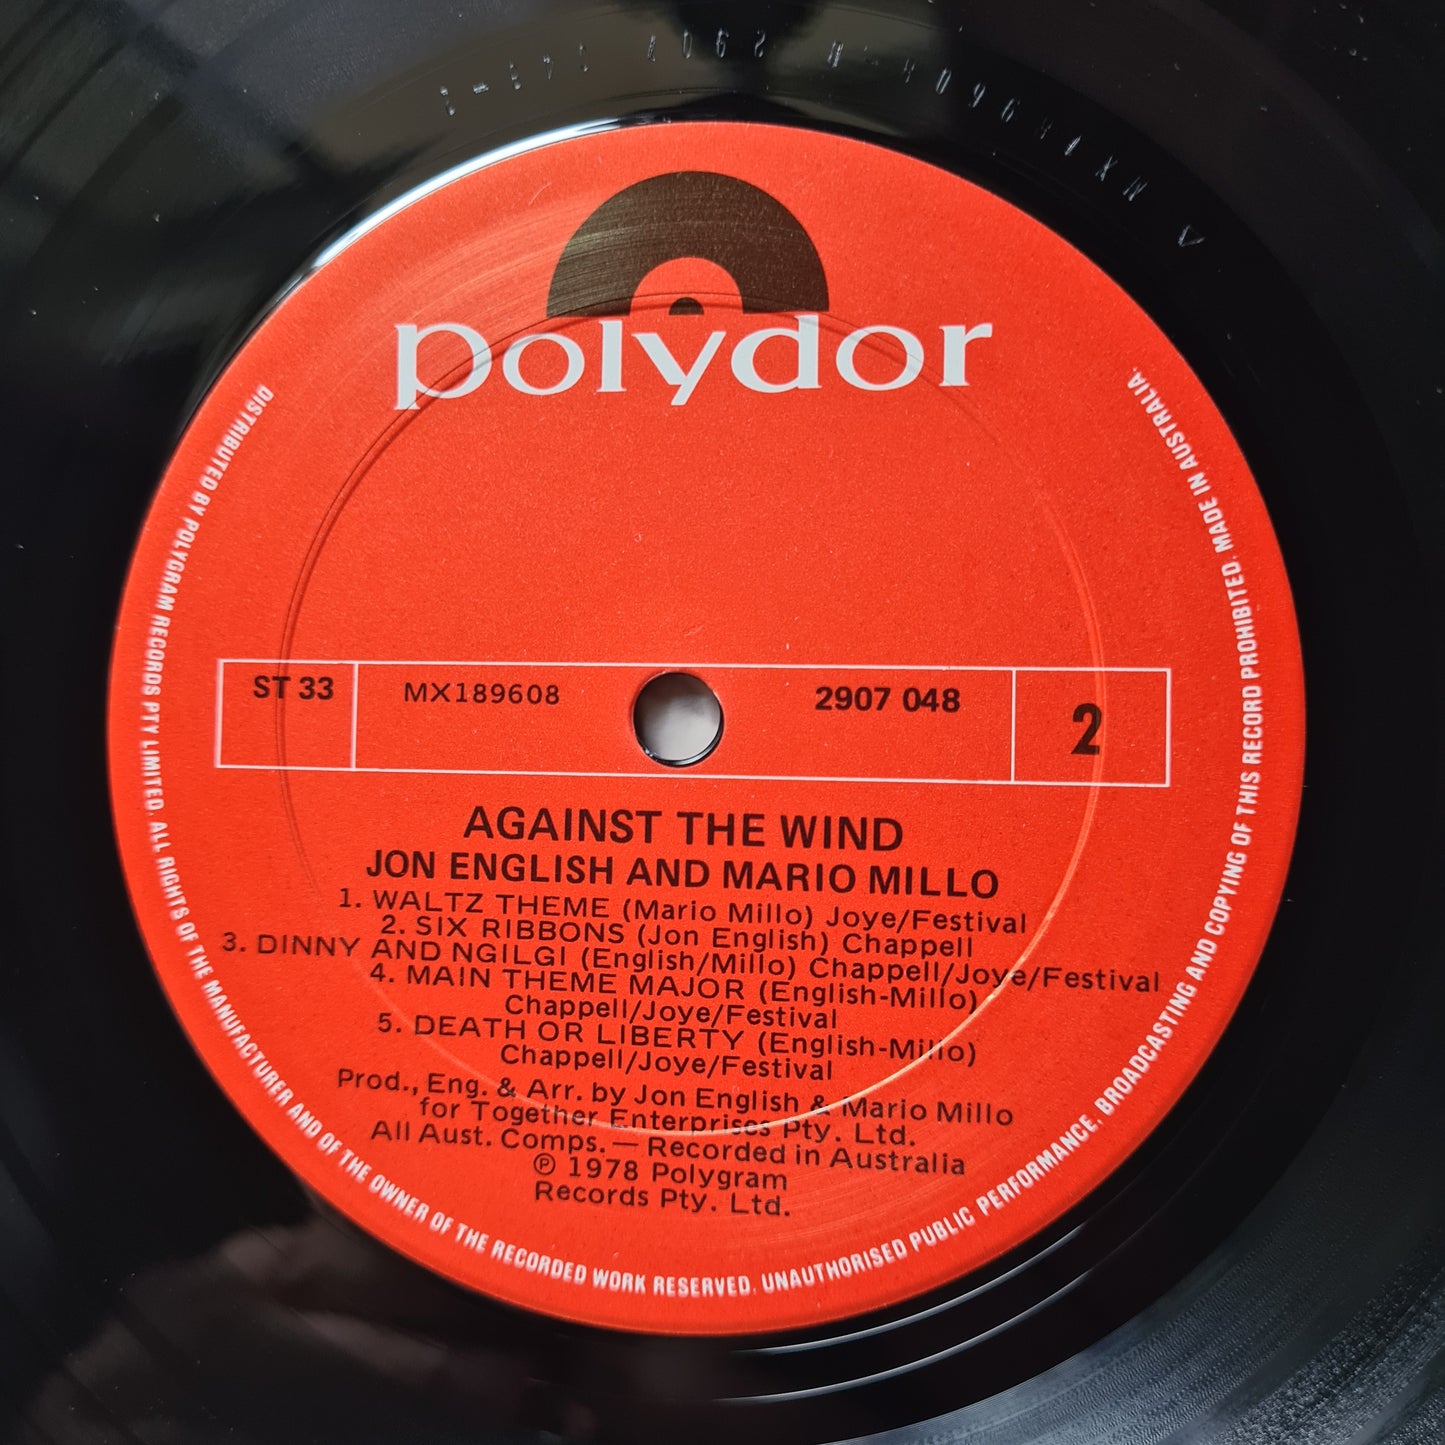 MX189608-A 2907 048-2
polydor
ST 33
MX189608
2907 048
2
AGAINST THE WIND
JON ENGLISH AND MARIO MILLO
1. WALTZ THEME (Mario Millo) Joye/Festival
2. SIX RIBBONS (Jon English) Chappell
3. DINNY AND NGILGI (English/Millo) Chappell/Joye/Festival
4. MAIN THEME MAJOR (English-Millo)
Chappell/Joye/Festival
5. DEATH OR LIBERTY (English-Millo)
Chappell/Joye/Festival
Prod., Eng. & Arr. by Jon English & Mario Millo
for Together Enterprises Pty. Ltd.
All Aust. Comps. — Recorded in Australia
℗ 1978 Polygram
Records Pty. Ltd.
DISTRIBUTED BY POLYGRAM RECORDS PTY LIMITED. ALL RIGHTS OF THE MANUFACTURER AND OF THE OWNER OF THE RECORDED WORK RESERVED. UNAUTHORISED PUBLIC PERFORMANCE, BROADCASTING AND COPYING OF THIS RECORD PROHIBITED. MADE IN AUSTRALIA.